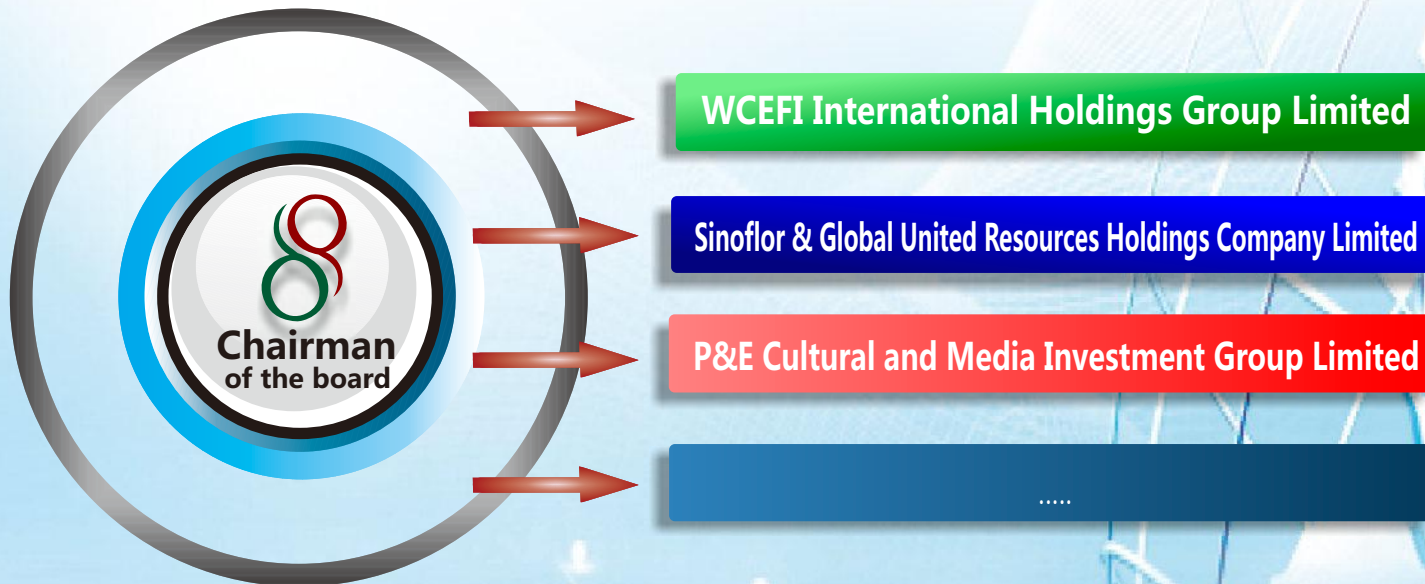 WCEFI International Holdings Group Limited
Sinoflor & Global United Resources Holdings Company Limited
P&E Cultural and Media Investment Group Limited
.....
Chairman
of the board